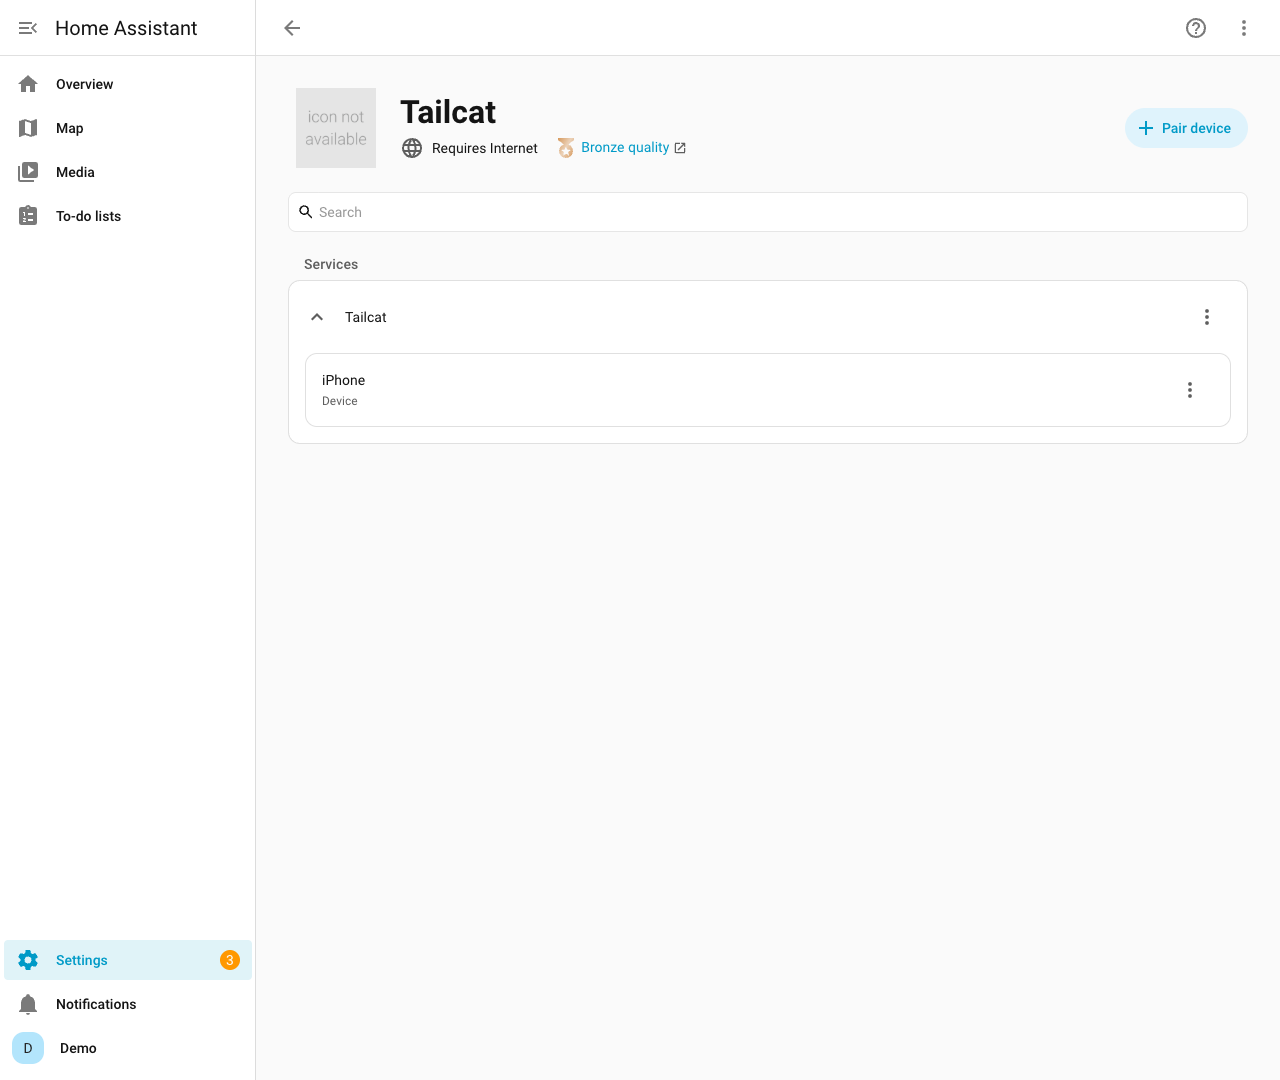 Home Assistant
Overview
Map
Media
To-do lists
icon not
available
Tailcat
Requires Internet
Bronze quality
Pair device
Search
Services
Tailcat
iPhone
Device
Settings
3
Notifications
D
Demo